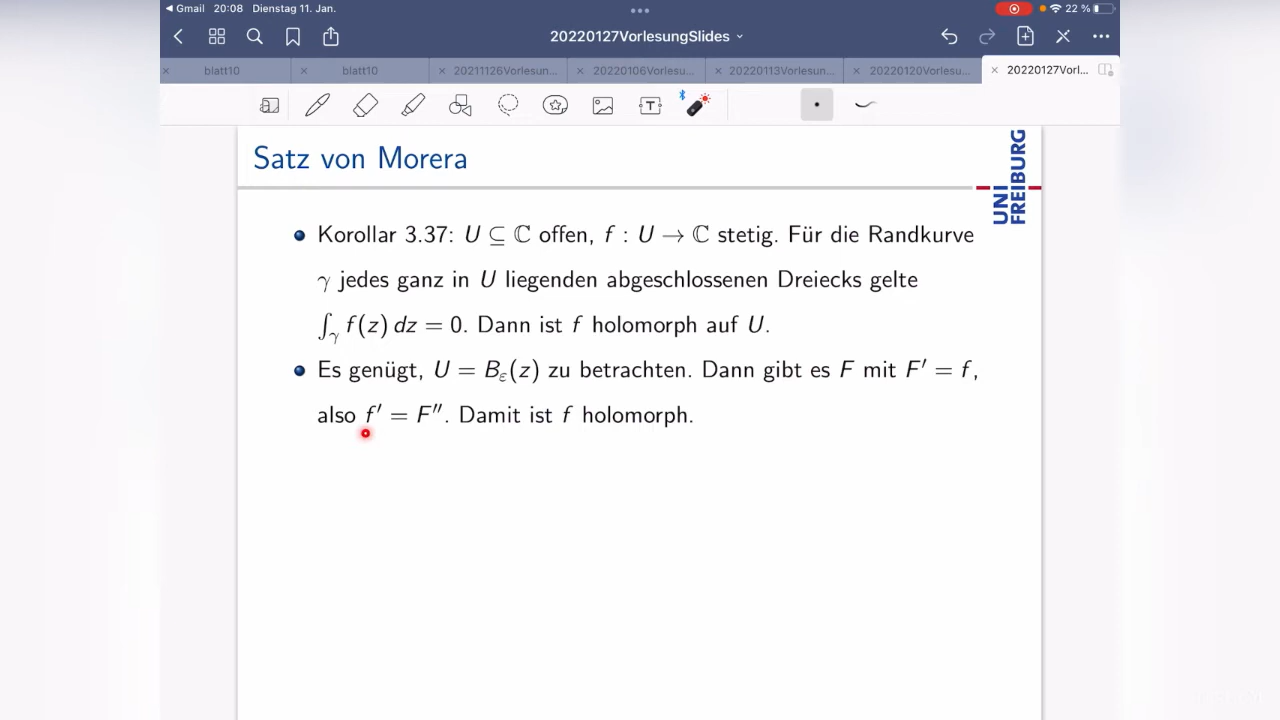 Gmail 20:08 Dienstag 11. Jan.
22 %
20220127VorlesungSlides
blatt10
blatt10
20211126Vorlesun...
20220106Vorlesu...
20220113Vorlesun...
20220120Vorlesu...
20220127Vorl...
Satz von Morera
UNI
FREIBURG
Korollar 3.37: U ⊆ ℂ offen, f : U → ℂ stetig. Für die Randkurve
γ jedes ganz in U liegenden abgeschlossenen Dreiecks gelte
∫_γ f(z) dz = 0. Dann ist f holomorph auf U.
Es genügt, U = B_ε(z) zu betrachten. Dann gibt es F mit F′ = f,
also f′ = F″. Damit ist f holomorph.